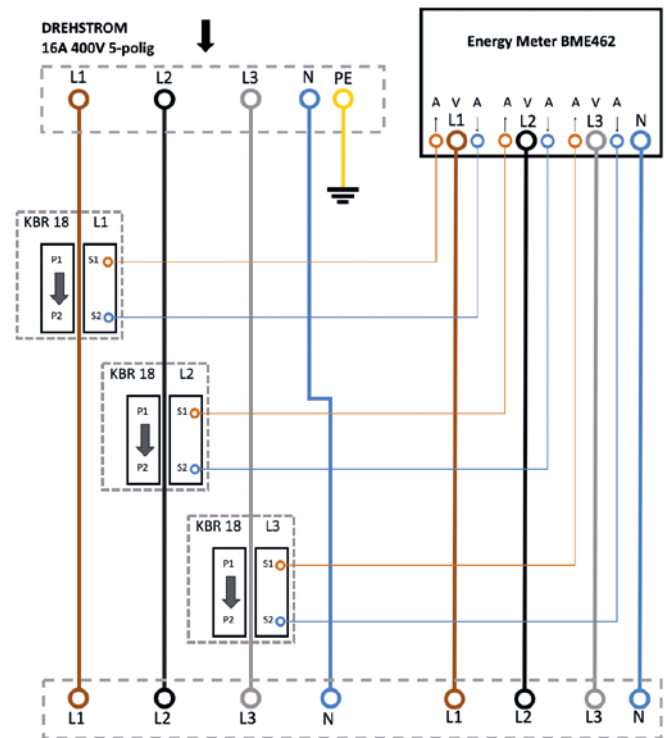 DREHSTROM
16A 400V 5-polig
Energy Meter BME462
L1 L2 L3 N PE
A V A A V A A V A
L1 L2 L3 N
KBR 18 L1
P1 S1
P2 S2
KBR 18 L2
P1 S1
P2 S2
KBR 18 L3
P1 S1
P2 S2
L1 L2 L3 N L1 L2 L3 N